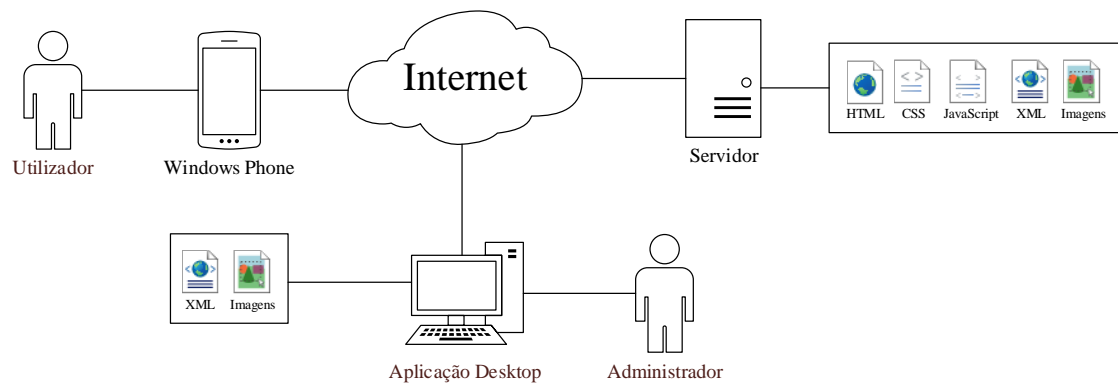 Internet
Utilizador
Windows Phone
Servidor
HTML
CSS
JavaScript
XML
Imagens
XML
Imagens
Aplicação Desktop
Administrador